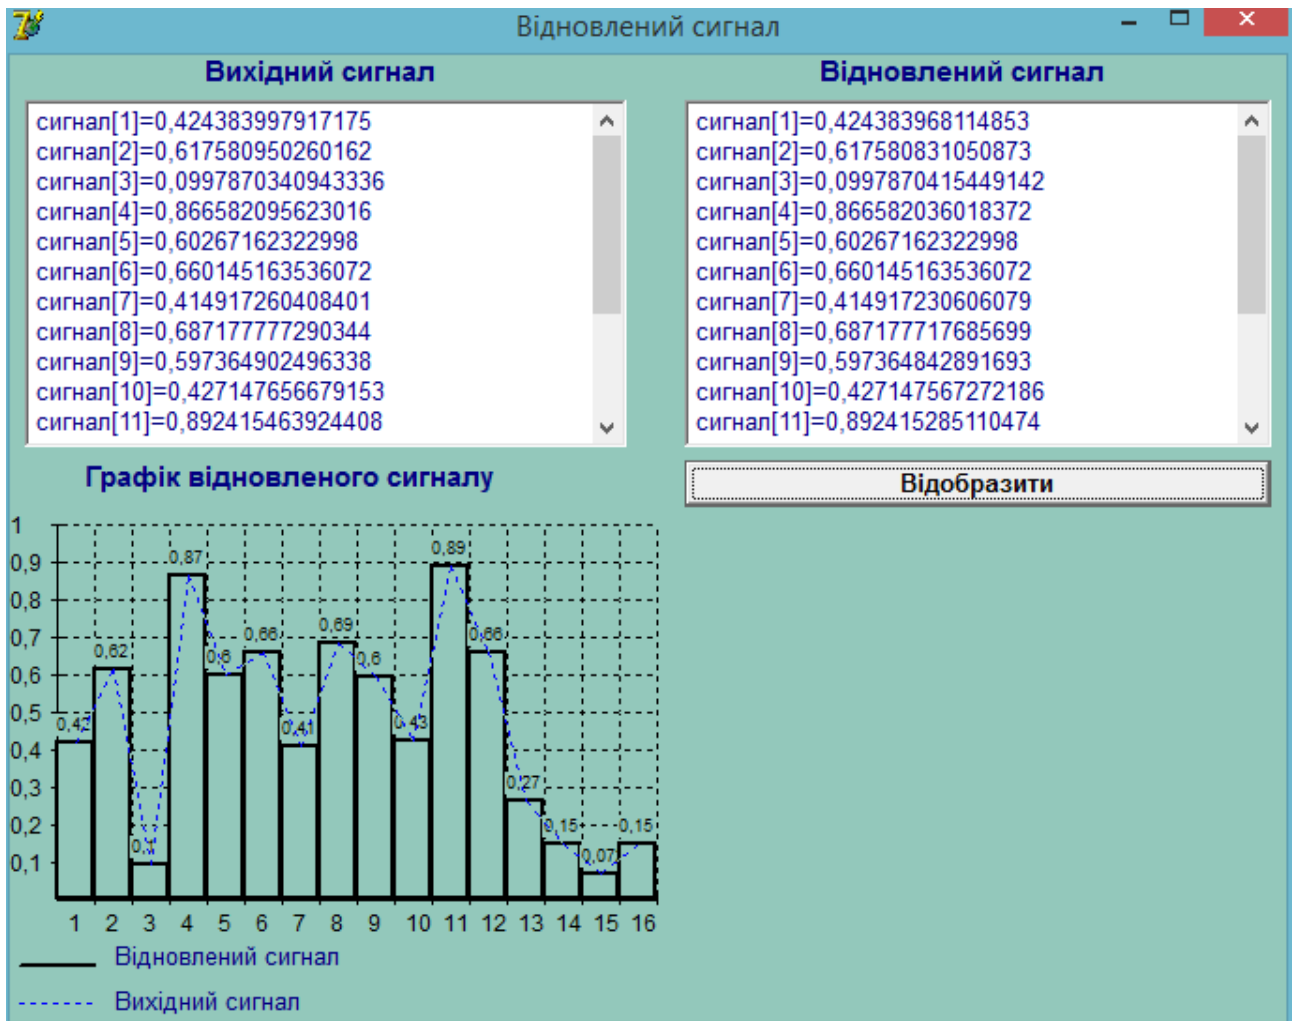 Відновлений сигнал
Вихідний сигнал
сигнал[1]=0,424383997917175
сигнал[2]=0,617580950260162
сигнал[3]=0,0997870340943336
сигнал[4]=0,866582095623016
сигнал[5]=0,60267162322998
сигнал[6]=0,660145163536072
сигнал[7]=0,414917260408401
сигнал[8]=0,687177777290344
сигнал[9]=0,597364902496338
сигнал[10]=0,427147656679153
сигнал[11]=0,892415463924408
Відновлений сигнал
сигнал[1]=0,424383968114853
сигнал[2]=0,617580831050873
сигнал[3]=0,0997870415449142
сигнал[4]=0,866582036018372
сигнал[5]=0,60267162322998
сигнал[6]=0,660145163536072
сигнал[7]=0,414917230606079
сигнал[8]=0,687177717685699
сигнал[9]=0,597364842891693
сигнал[10]=0,427147567272186
сигнал[11]=0,892415285110474
Відобразити
Графік відновленого сигналу
1
0,9
0,8
0,7
0,6
0,5
0,4
0,3
0,2
0,1
0,42
0,62
0,1
0,87
0,6
0,66
0,41
0,69
0,6
0,43
0,89
0,66
0,27
0,15
0,07
0,15
1 2 3 4 5 6 7 8 9 10 11 12 13 14 15 16
Відновлений сигнал
Вихідний сигнал